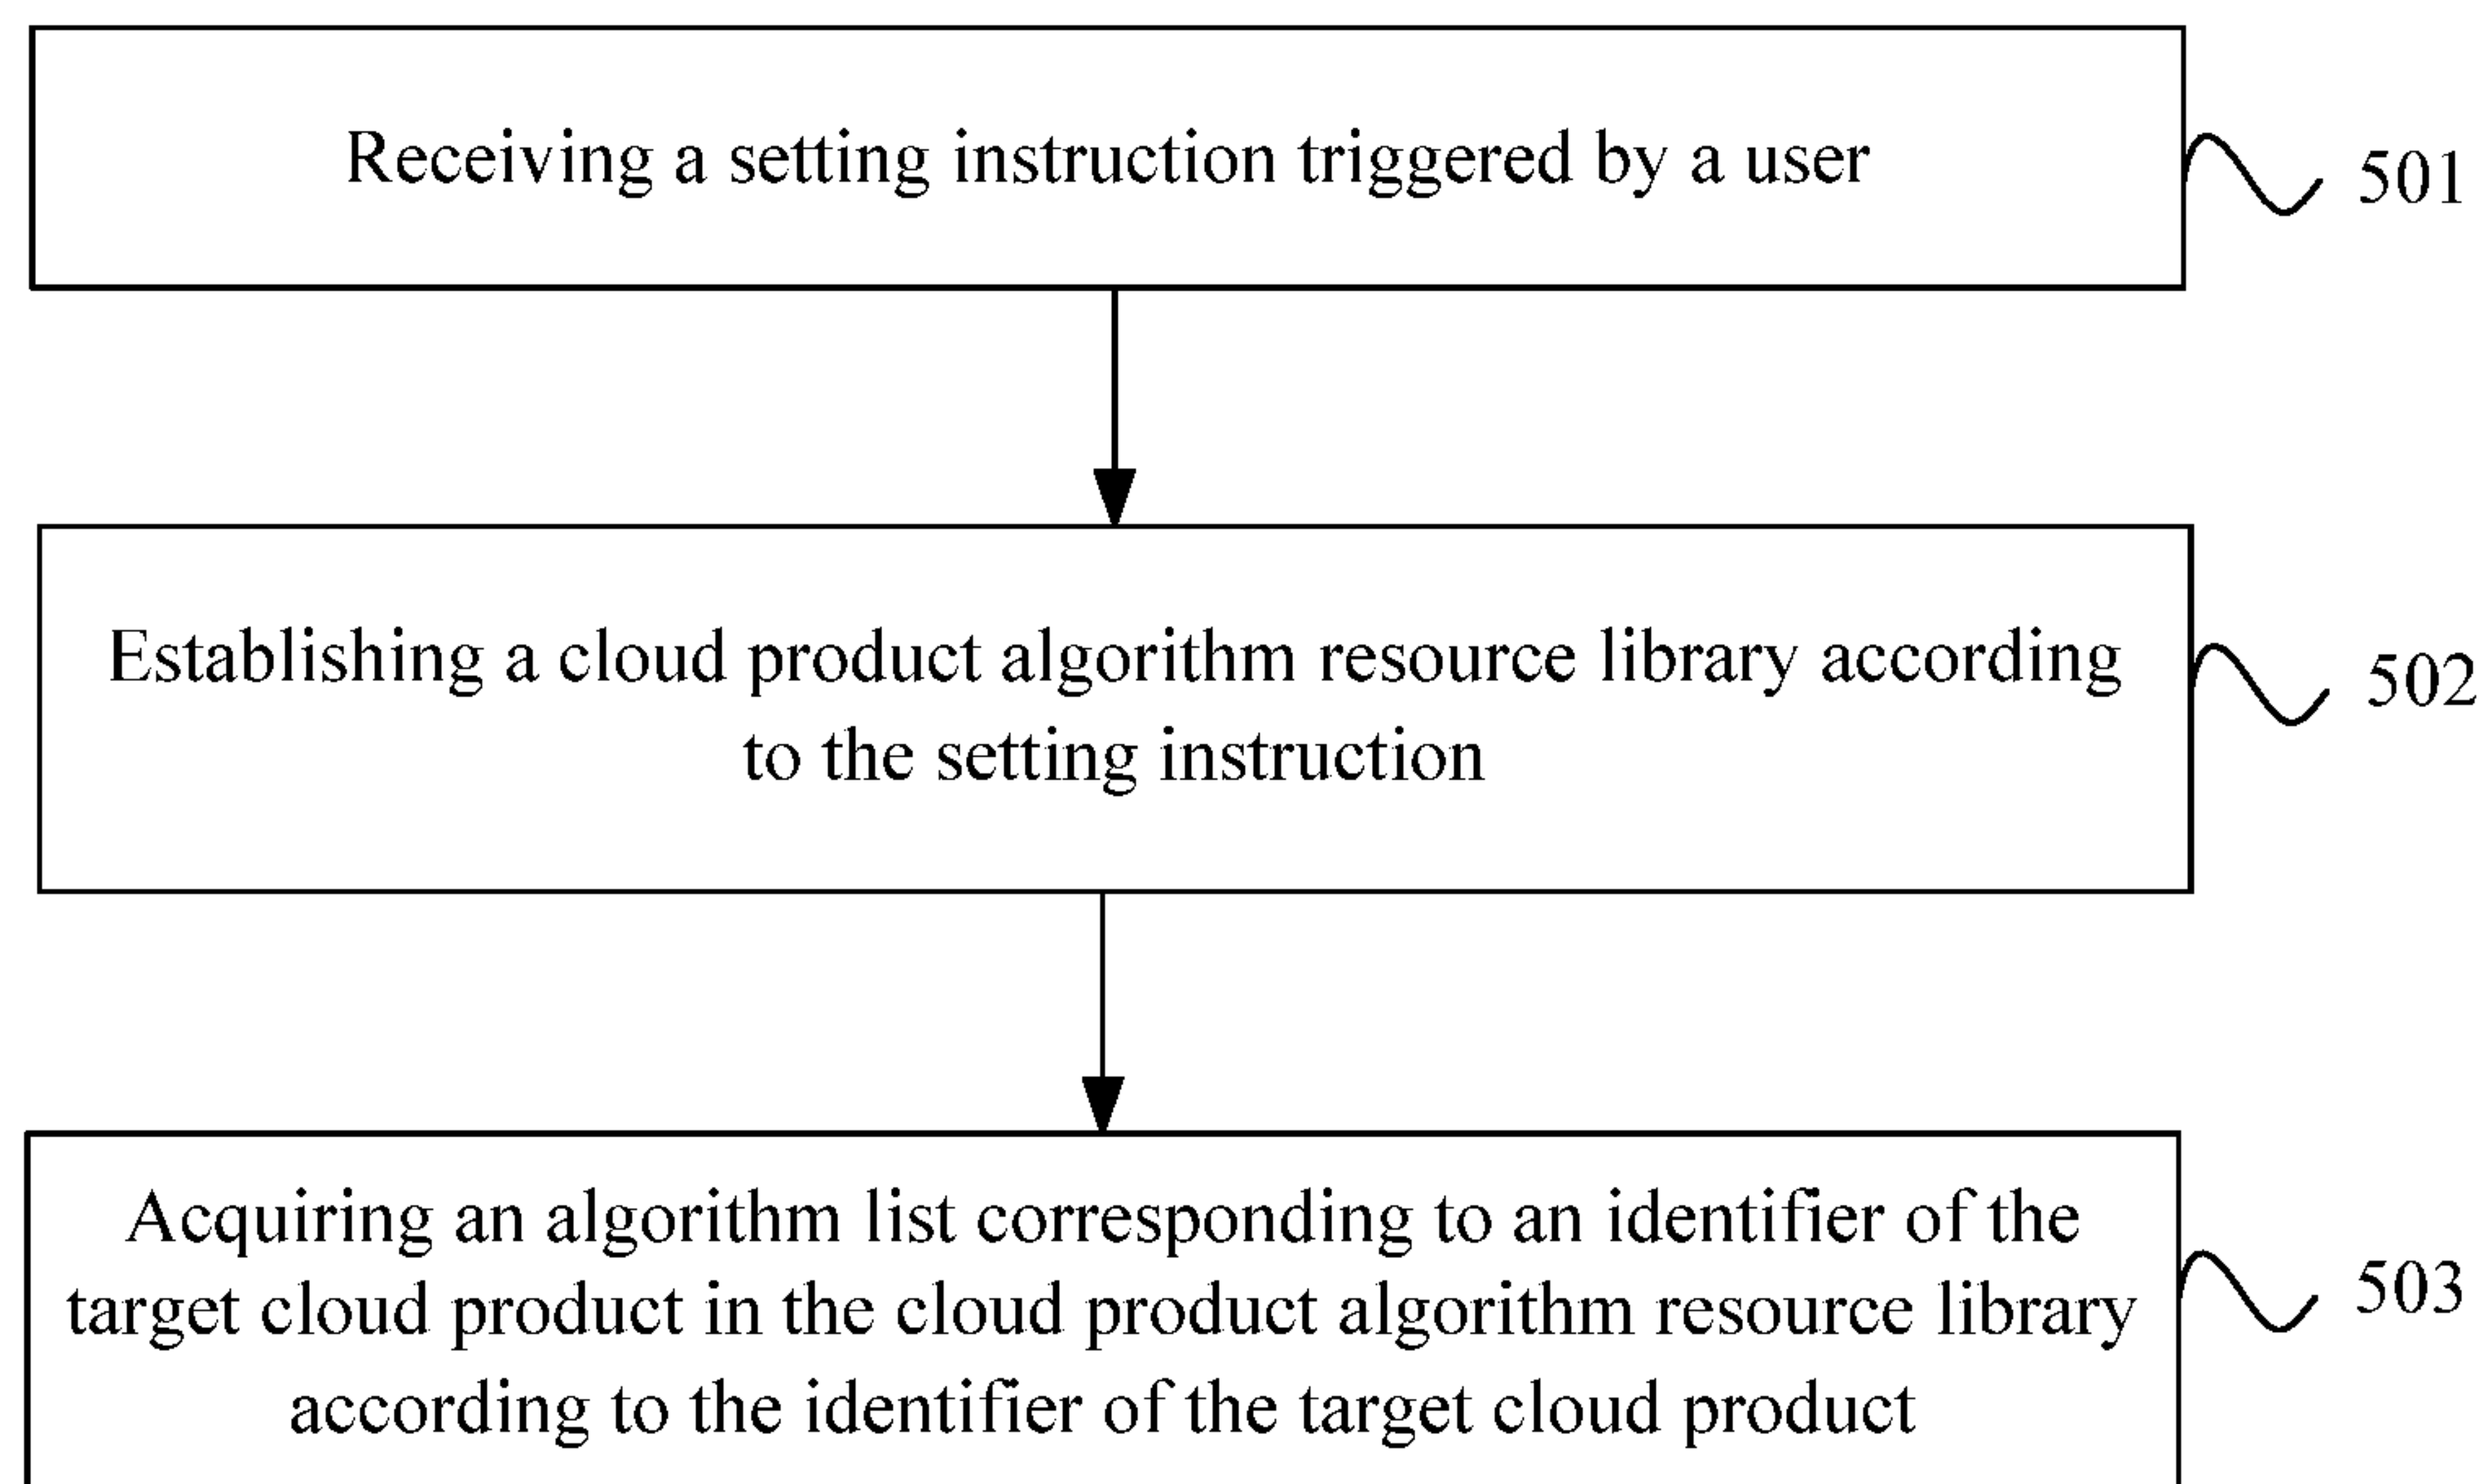 Receiving a setting instruction triggered by a user
501
Establishing a cloud product algorithm resource library according
to the setting instruction
502
Acquiring an algorithm list corresponding to an identifier of the
target cloud product in the cloud product algorithm resource library
according to the identifier of the target cloud product
503